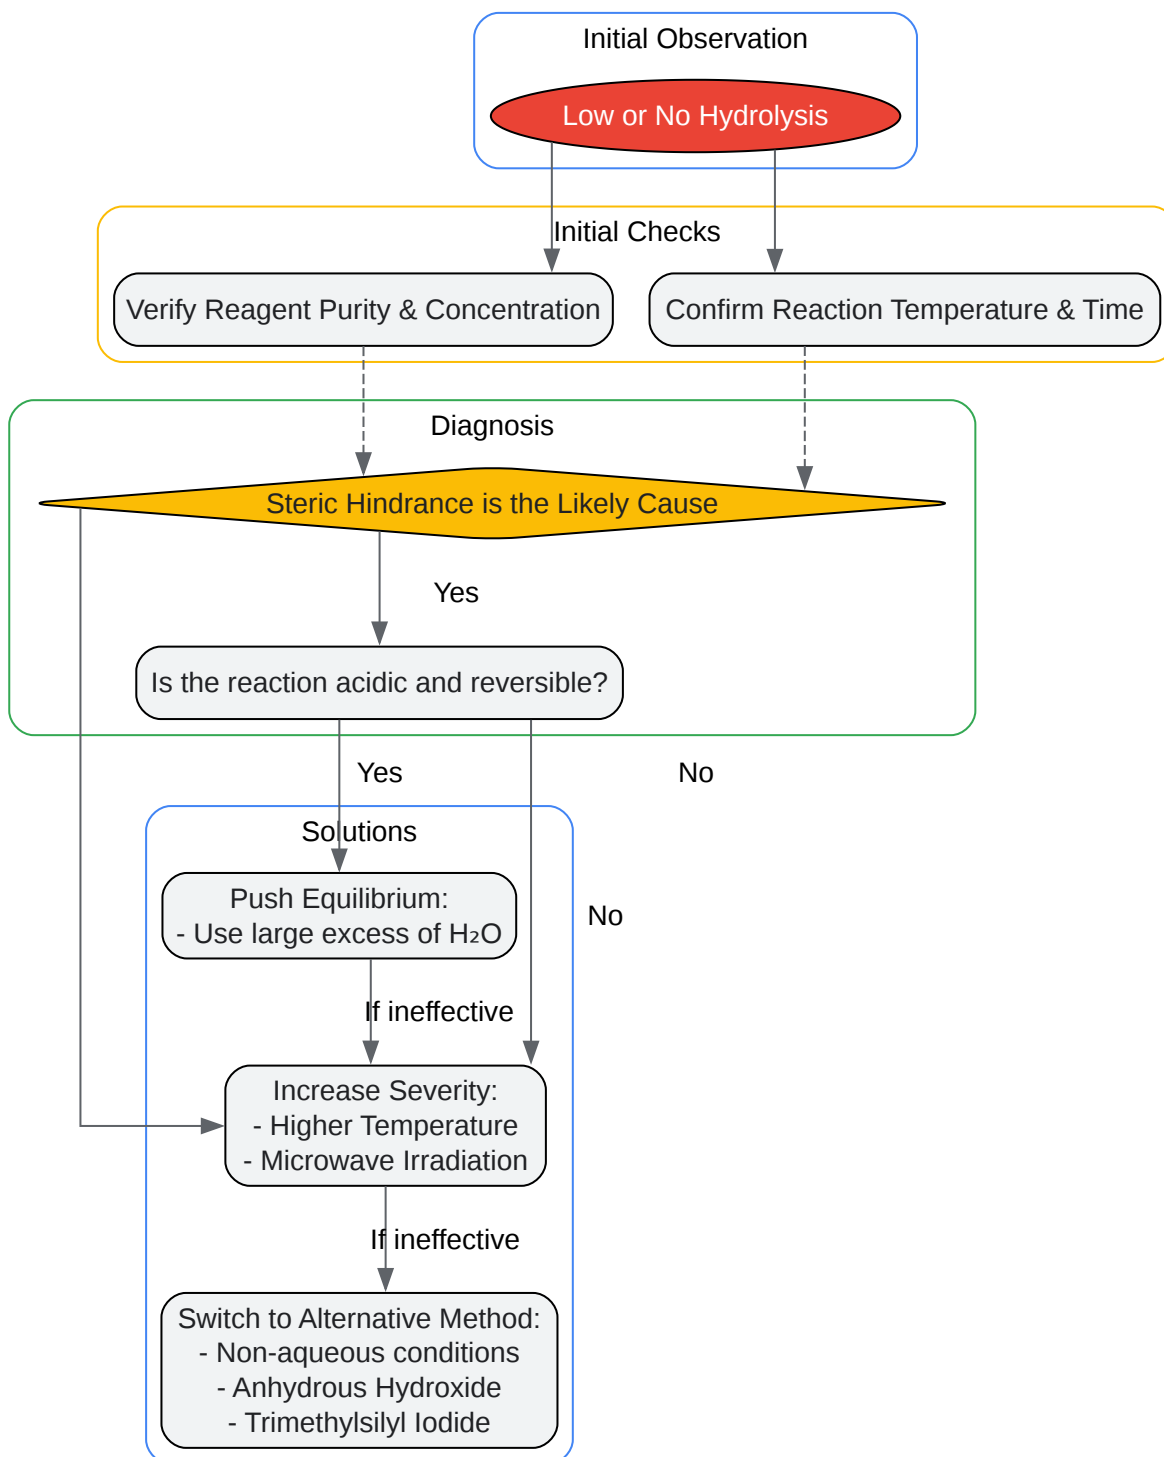 Initial Observation
Low or No Hydrolysis
Initial Checks
Verify Reagent Purity & Concentration
Confirm Reaction Temperature & Time
Diagnosis
Steric Hindrance is the Likely Cause
Yes
Is the reaction acidic and reversible?
Yes
No
Solutions
Push Equilibrium:
- Use large excess of H₂O
No
If ineffective
Increase Severity:
- Higher Temperature
- Microwave Irradiation
If ineffective
Switch to Alternative Method:
- Non-aqueous conditions
- Anhydrous Hydroxide
- Trimethylsilyl Iodide